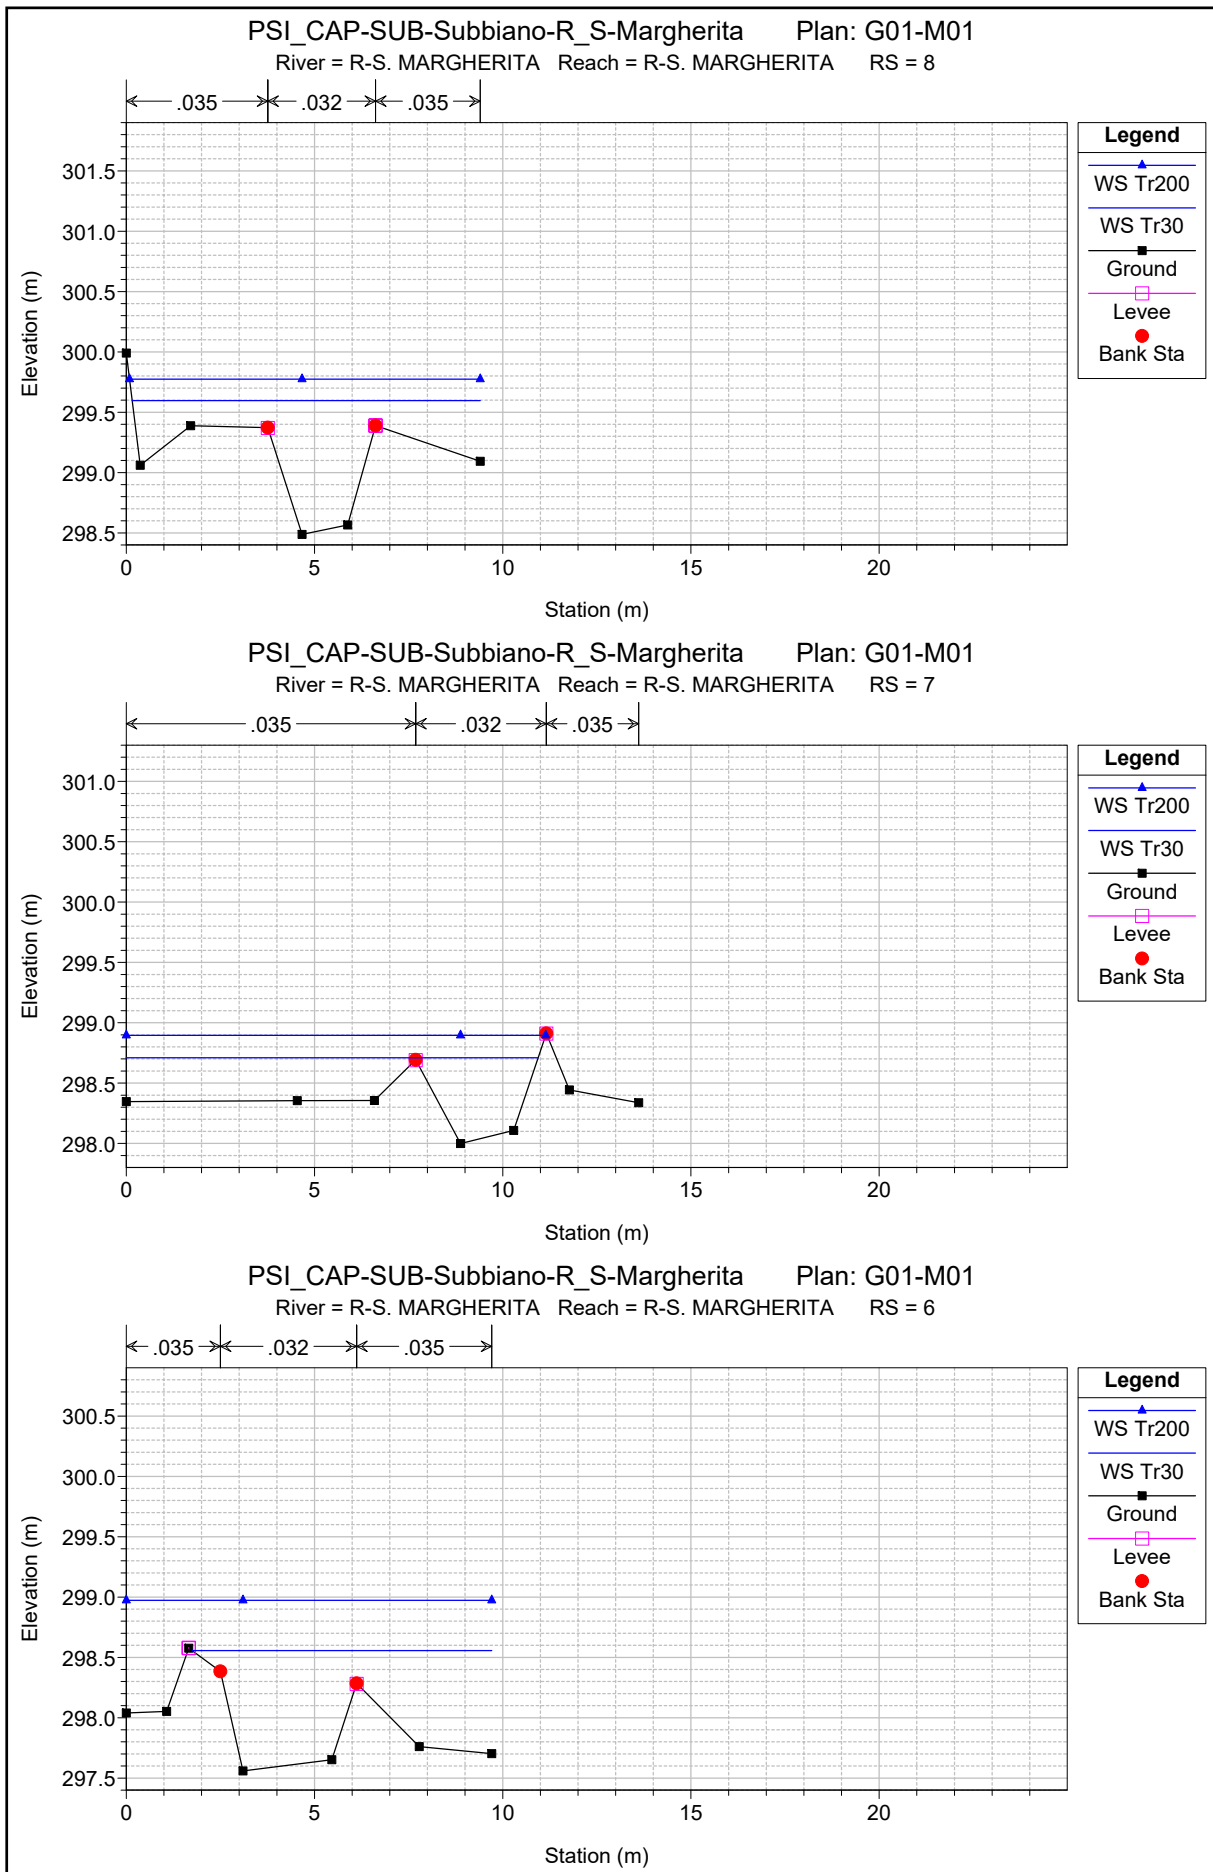 PSI_CAP-SUB-Subbiano-R_S-Margherita Plan: G01-M01
River = R-S. MARGHERITA Reach = R-S. MARGHERITA RS = 8
.035 .032 .035
Legend
WS Tr200
WS Tr30
Ground
Levee
Bank Sta
301.5
301.0
300.5
300.0
299.5
299.0
298.5
Elevation (m)
0 5 10 15 20
Station (m)
PSI_CAP-SUB-Subbiano-R_S-Margherita Plan: G01-M01
River = R-S. MARGHERITA Reach = R-S. MARGHERITA RS = 7
.035 .032 .035
Legend
WS Tr200
WS Tr30
Ground
Levee
Bank Sta
301.0
300.5
300.0
299.5
299.0
298.5
298.0
Elevation (m)
0 5 10 15 20
Station (m)
PSI_CAP-SUB-Subbiano-R_S-Margherita Plan: G01-M01
River = R-S. MARGHERITA Reach = R-S. MARGHERITA RS = 6
.035 .032 .035
Legend
WS Tr200
WS Tr30
Ground
Levee
Bank Sta
300.5
300.0
299.5
299.0
298.5
298.0
297.5
Elevation (m)
0 5 10 15 20
Station (m)